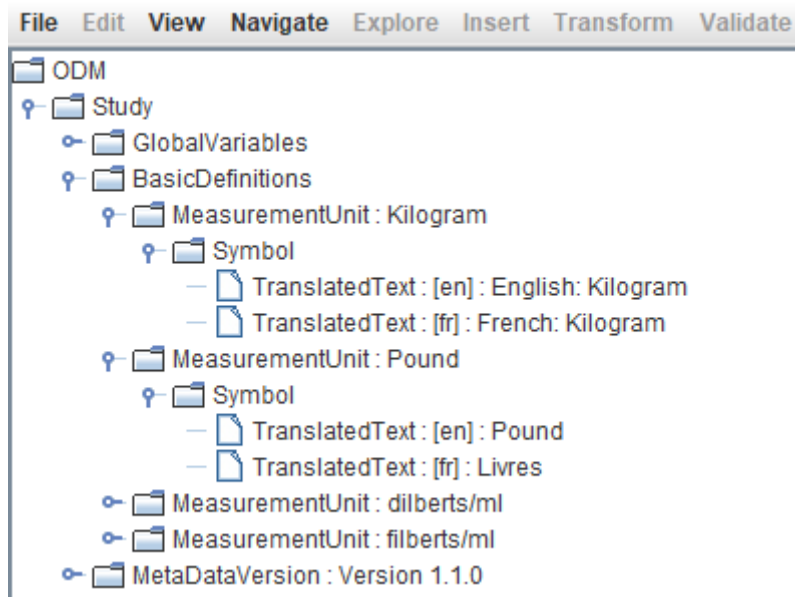 File Edit View Navigate Explore Insert Transform Validate
ODM
Study
GlobalVariables
BasicDefinitions
MeasurementUnit : Kilogram
Symbol
TranslatedText : [en] : English: Kilogram
TranslatedText : [fr] : French: Kilogram
MeasurementUnit : Pound
Symbol
TranslatedText : [en] : Pound
TranslatedText : [fr] : Livres
MeasurementUnit : dilberts/ml
MeasurementUnit : filberts/ml
MetaDataVersion : Version 1.1.0